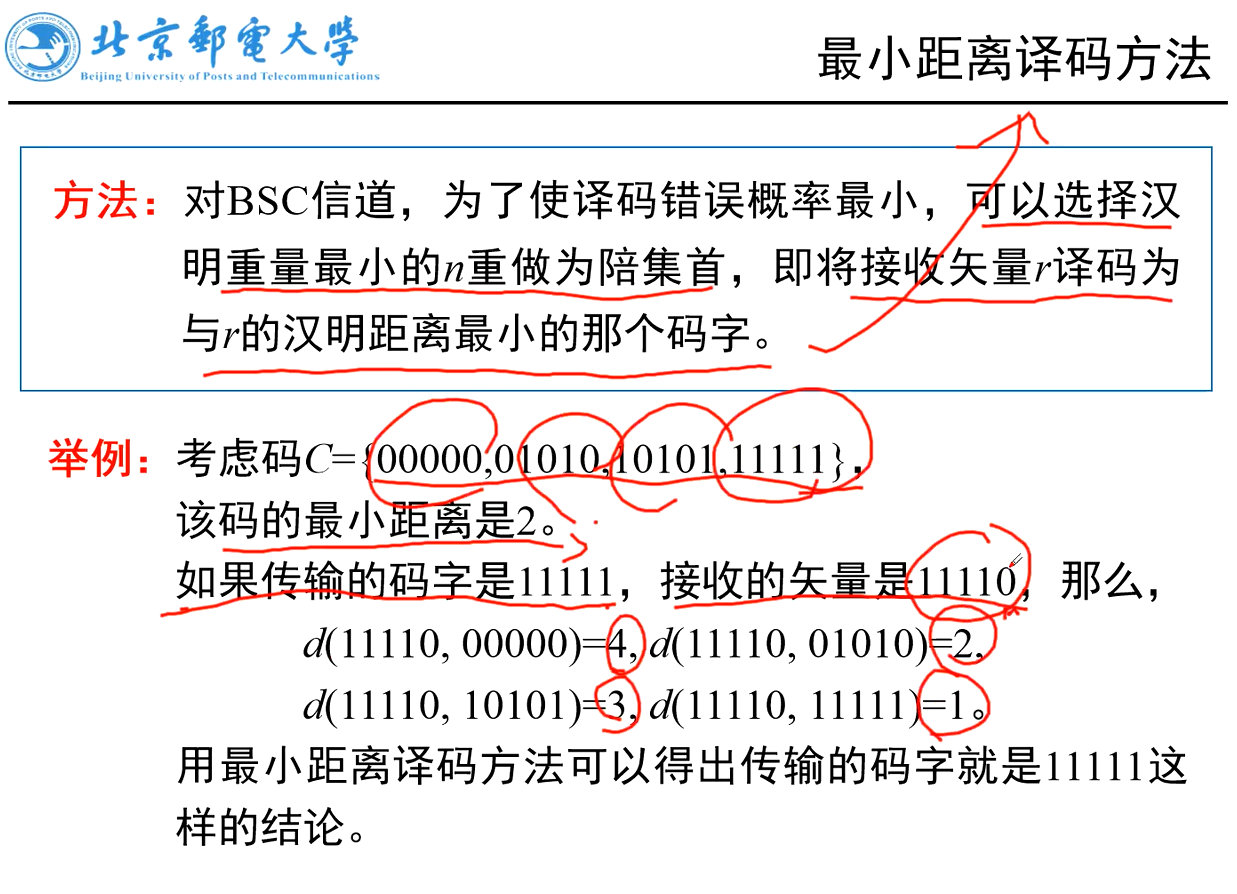 北京邮电大学
Beijing University of Posts and Telecommunications
最小距离译码方法
方法：对BSC信道，为了使译码错误概率最小，可以选择汉
明重量最小的n重做为陪集首，即将接收矢量r译码为
与r的汉明距离最小的那个码字。
举例：考虑码C={00000,01010,10101,11111}，
该码的最小距离是2。
如果传输的码字是11111，接收的矢量是11110，那么，
d(11110, 00000)=4, d(11110, 01010)=2,
d(11110, 10101)=3, d(11110, 11111)=1。
用最小距离译码方法可以得出传输的码字就是11111这
样的结论。